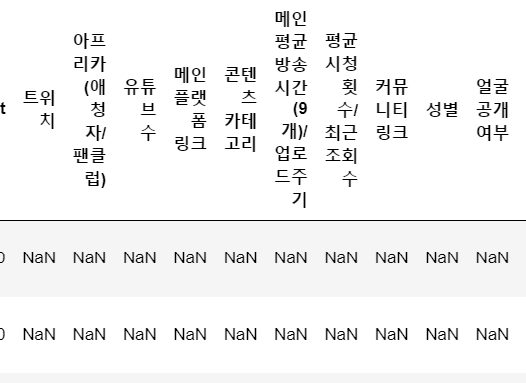 t
트위
치
아프
리카
(애
청
자/
팬클
럽)
유튜
브
수
메인
플랫
폼
링크
콘텐
츠
카테
고리
메인
평균
방송
시간
(9
개)/
업로
드주
기
평균
시청
횟
수/
최근
조회
수
커뮤
니티
링크
성별
얼굴
공개
여부
0 NaN NaN NaN NaN NaN NaN NaN NaN NaN NaN
0 NaN NaN NaN NaN NaN NaN NaN NaN NaN NaN